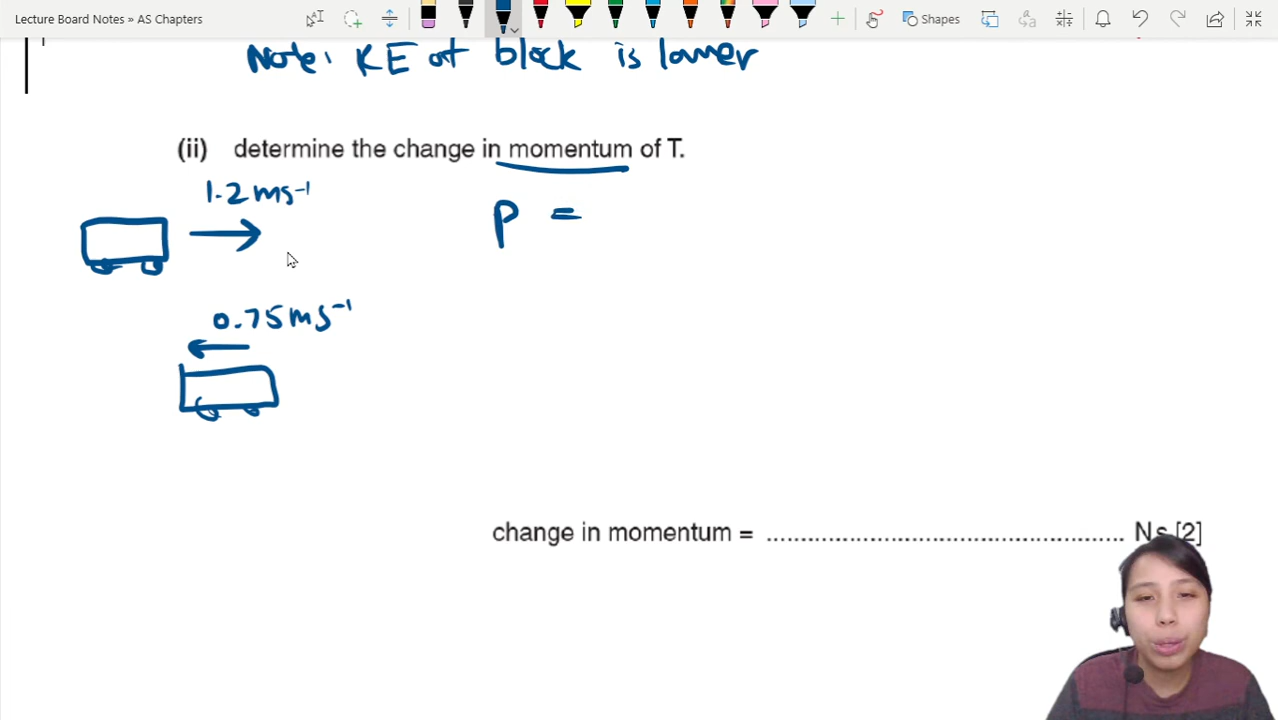 Lecture Board Notes » AS Chapters
Shapes
Note: KE of block is lower
(ii) determine the change in momentum of T.
1.2 ms⁻¹
p =
0.75 ms⁻¹
change in momentum = ........................................................ N s [2]